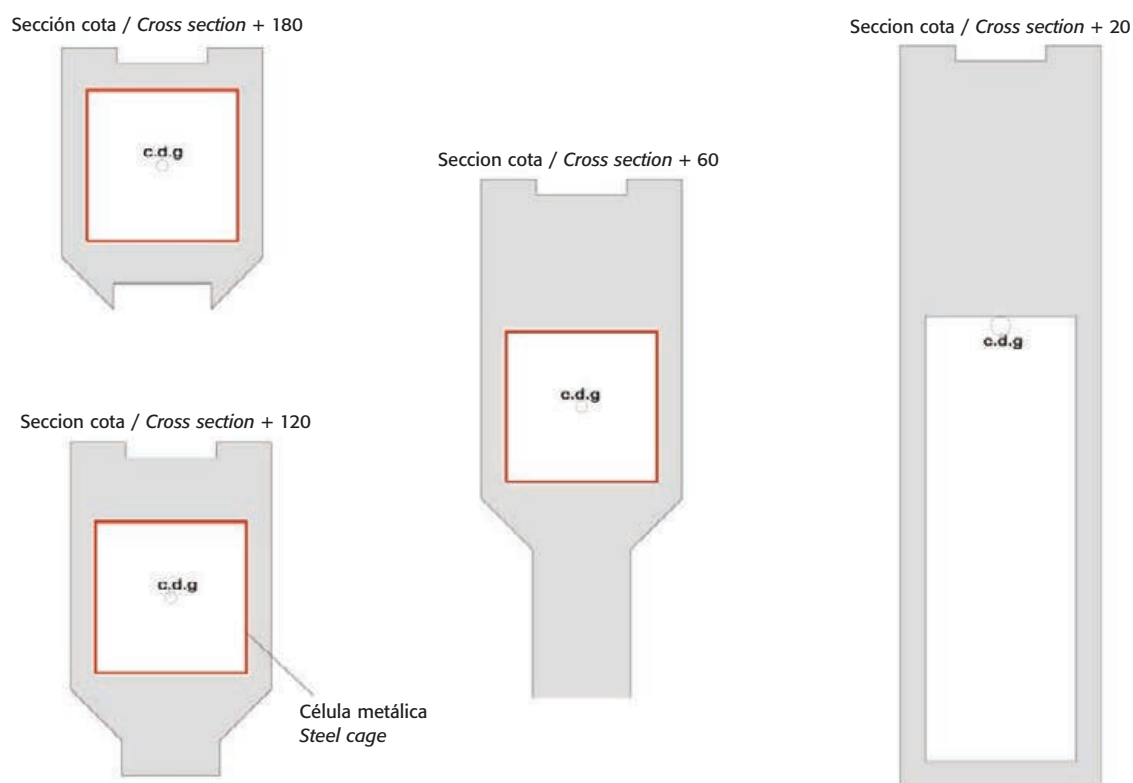 Sección cota / Cross section + 180
c.d.g
Seccion cota / Cross section + 120
c.d.g
Célula metálica
Steel cage
Seccion cota / Cross section + 60
c.d.g
Seccion cota / Cross section + 20
c.d.g